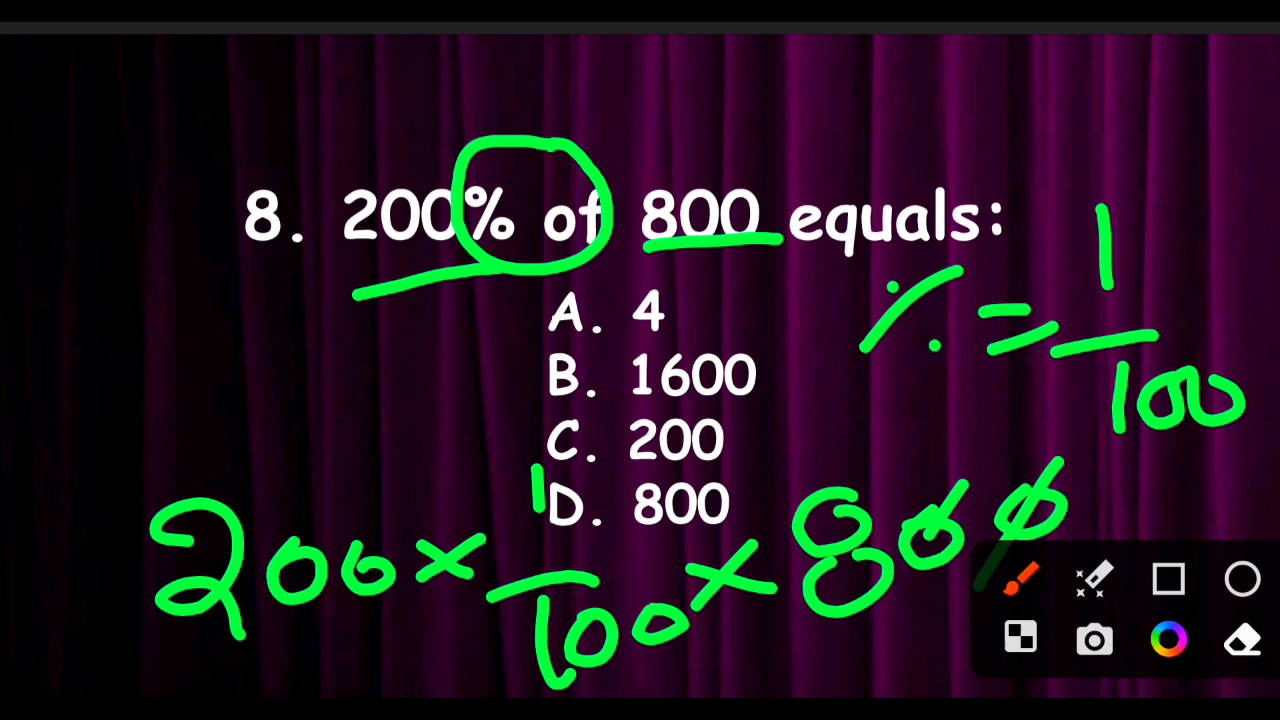 8. 200% of 800 equals:
A. 4
B. 1600
C. 200
D. 800
% = 1/100
200 × 1/100 × 800